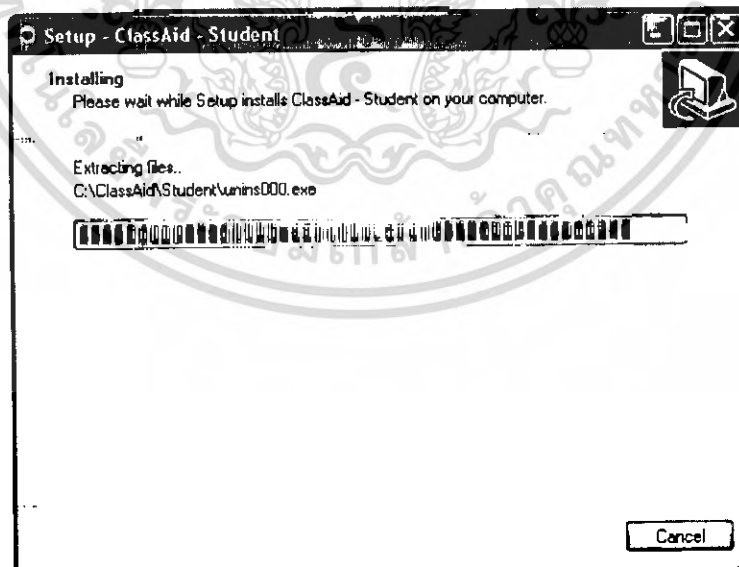 Setup - ClassAid - Student
Installing
Please wait while Setup installs ClassAid - Student on your computer.
Extracting files..
C:\ClassAid\Student\unins000.exe
Cancel